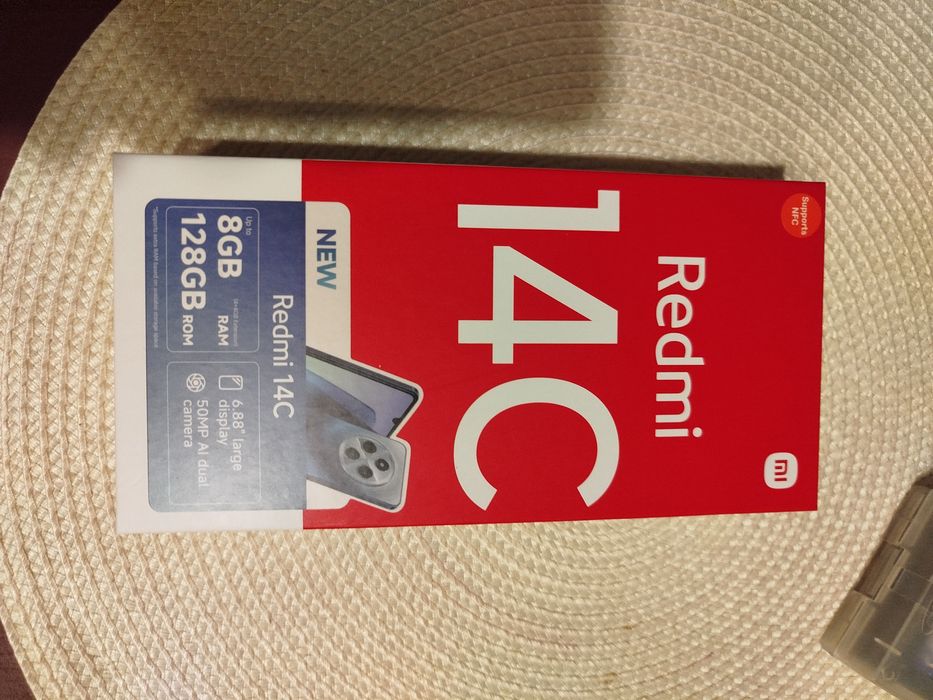 Supports
NFC
Redmi
14C
NEW
Redmi 14C
Up to
8GB
RAM
128GB ROM
6.88" large
display
50MP AI dual
camera